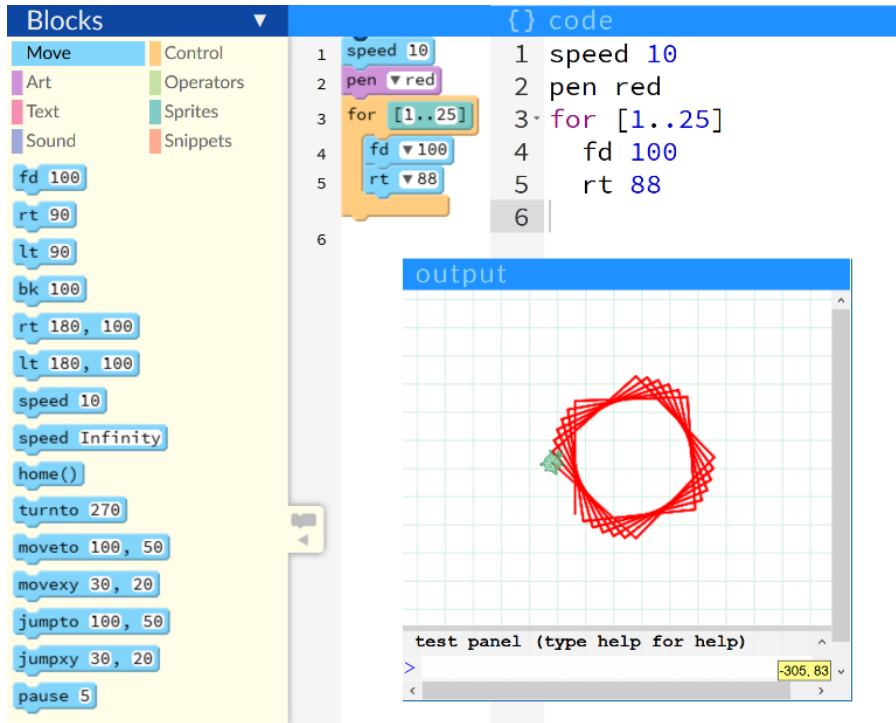 Blocks ▼
Move Control
Art Operators
Text Sprites
Sound Snippets
fd 100
rt 90
lt 90
bk 100
rt 180, 100
lt 180, 100
speed 10
speed Infinity
home()
turnto 270
moveto 100, 50
movexy 30, 20
jumpto 100, 50
jumpxy 30, 20
pause 5
1 speed 10
2 pen ▼ red
3 for [1..25]
4 fd ▼ 100
5 rt ▼ 88
6
{} code
1 speed 10
2 pen red
3 for [1..25]
4 fd 100
5 rt 88
6
output
test panel (type help for help)
>
-305, 83